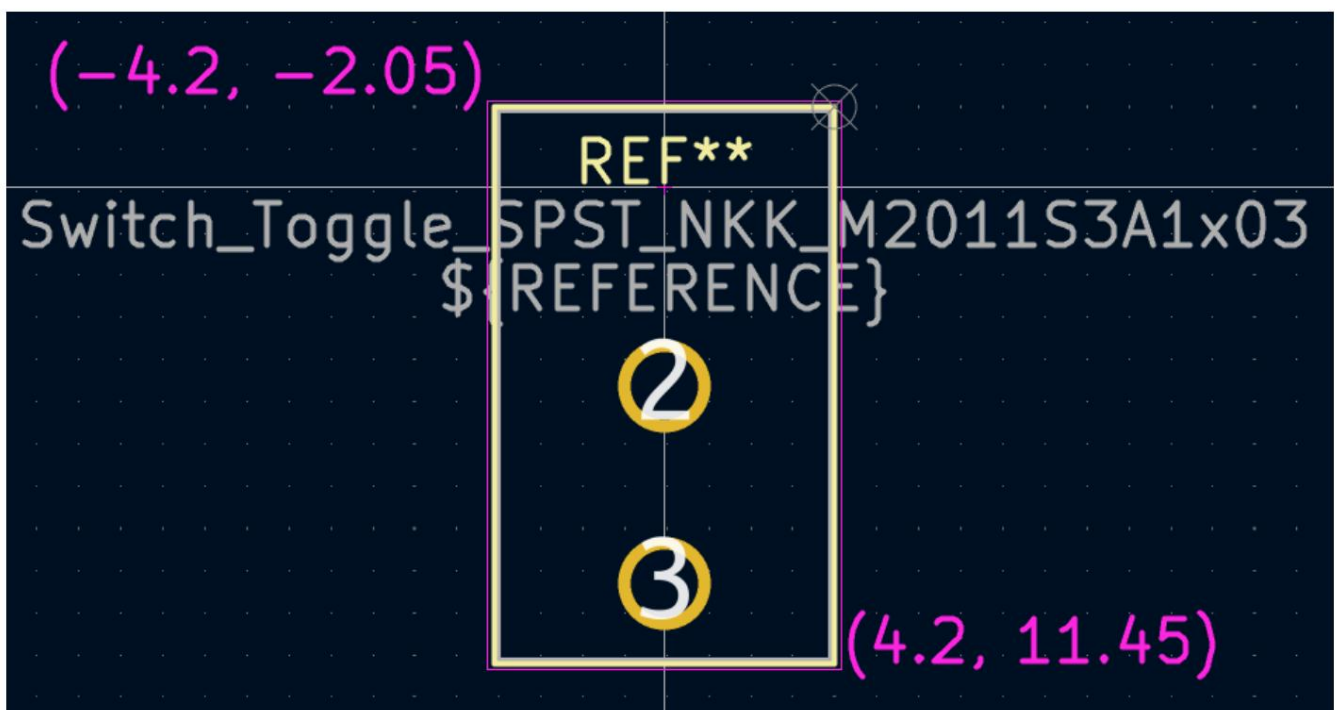 (-4.2, -2.05)
REF**
Switch_Toggle_SPST_NKK_M2011S3A1x03
${REFERENCE}
2
3
(4.2, 11.45)